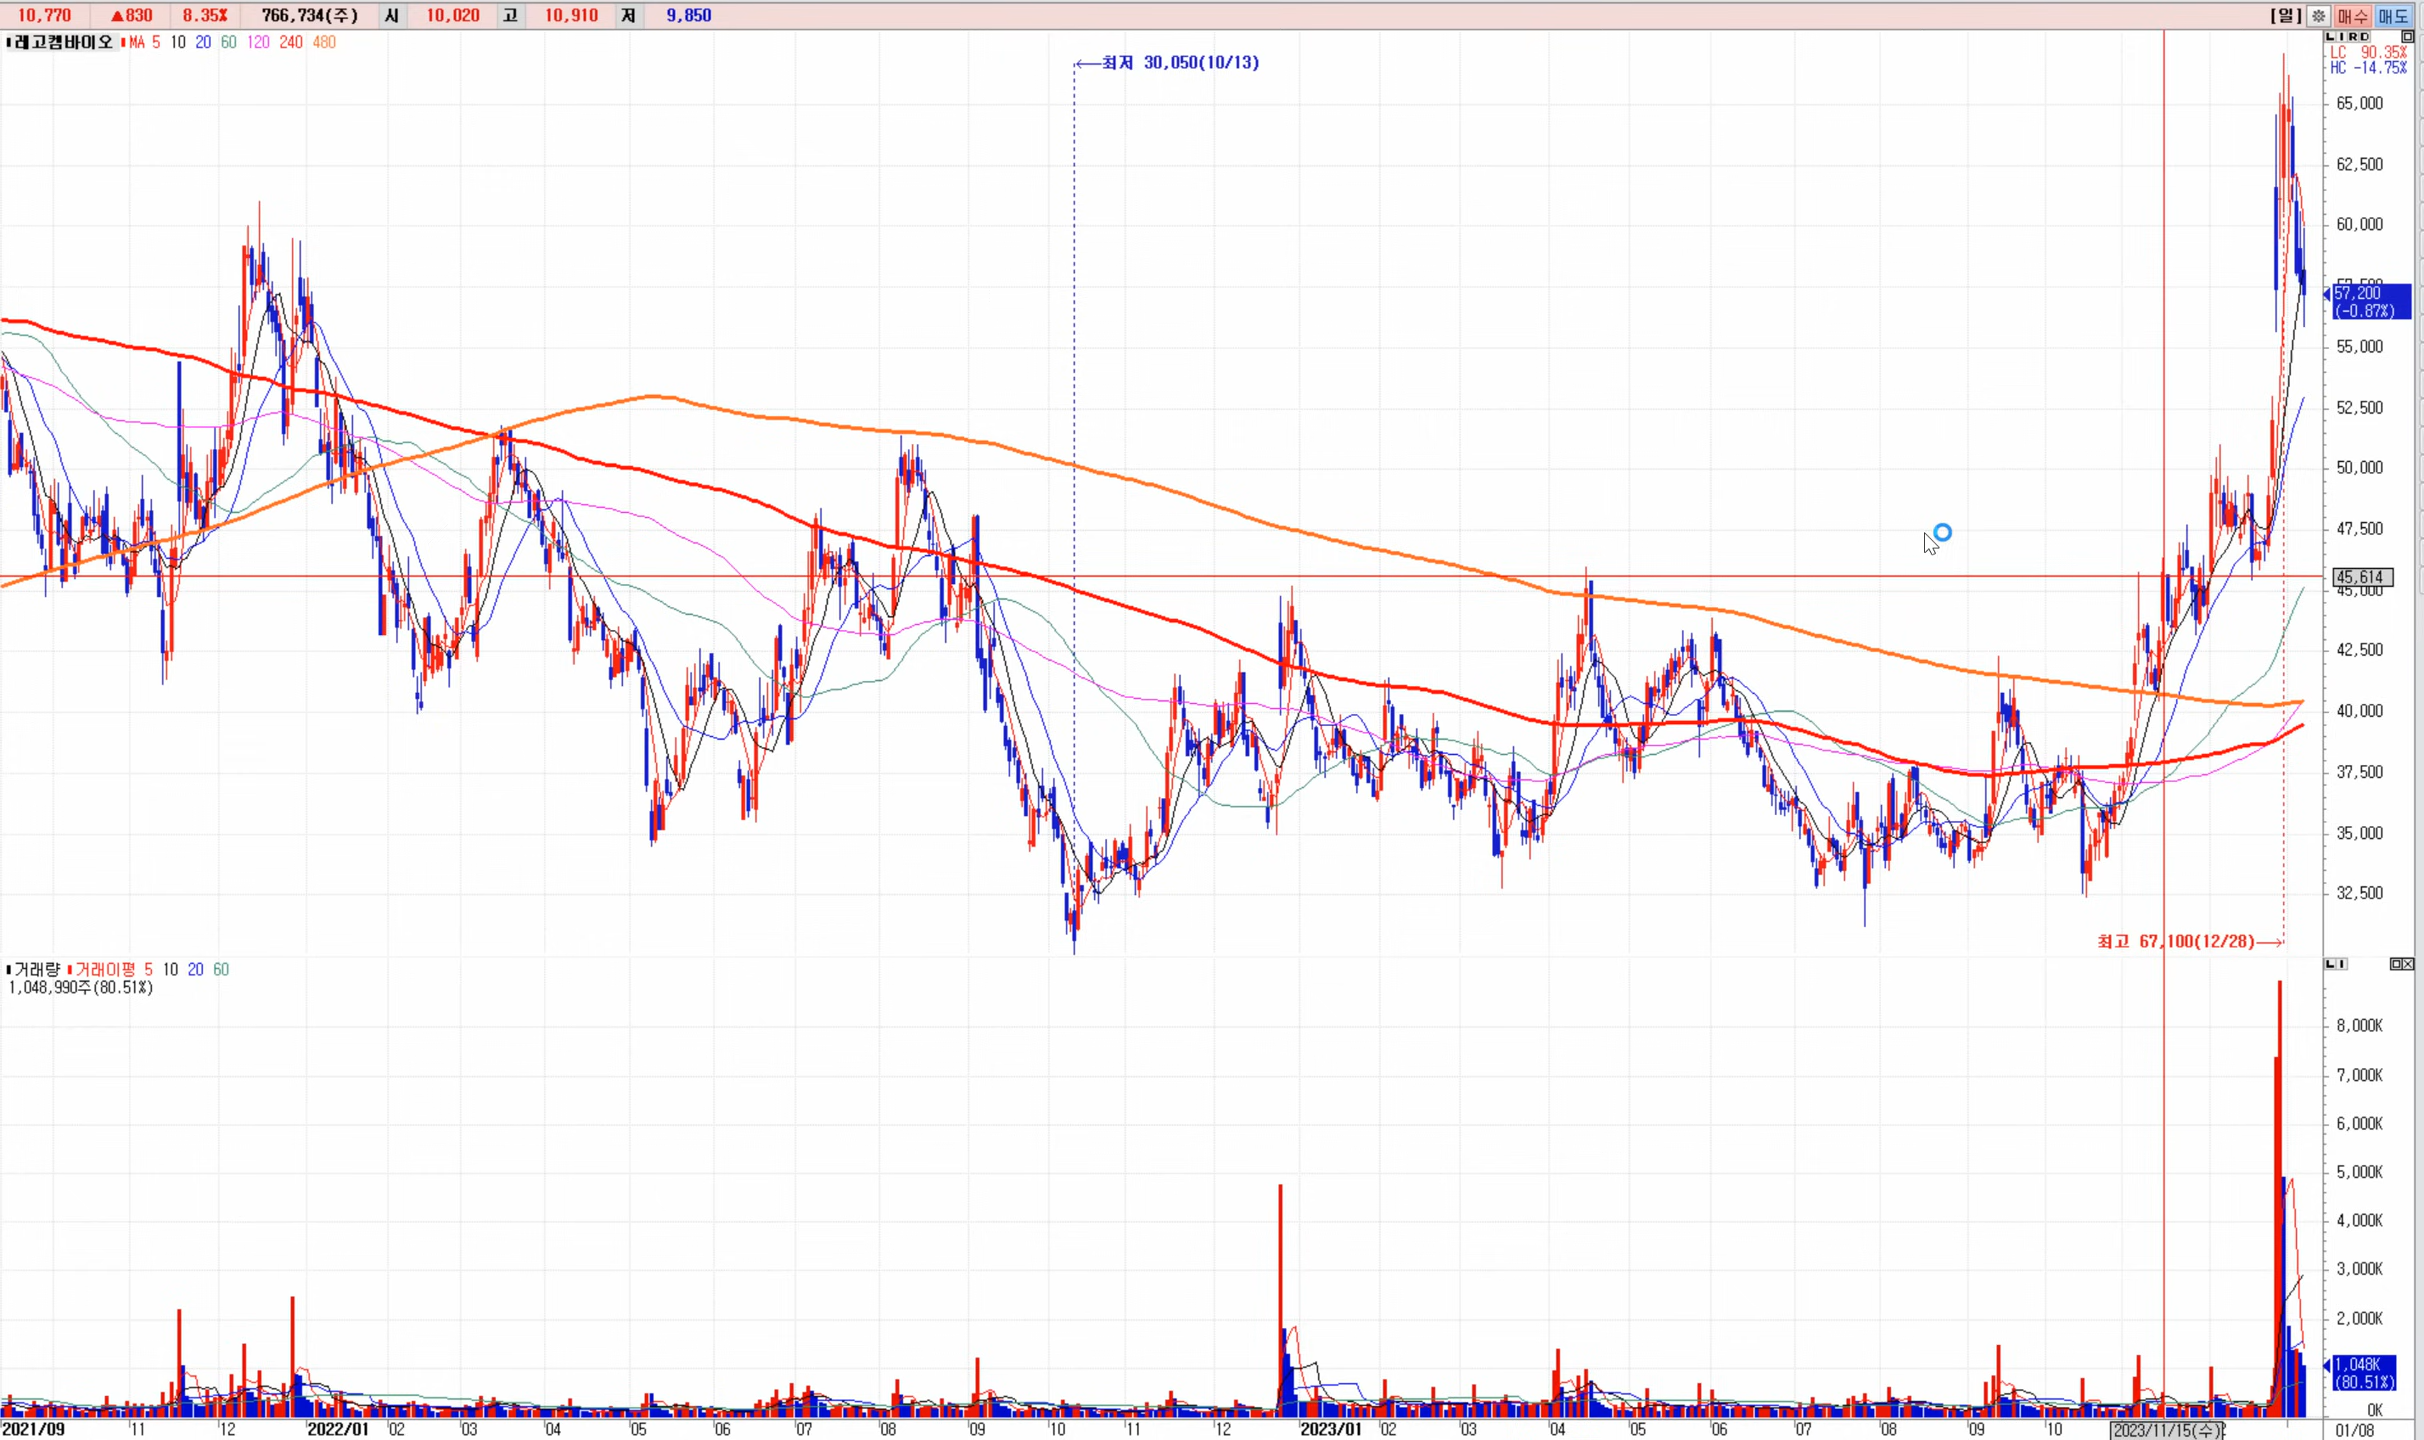 10,770 ▲830 8.35% 766,734(주) 시 10,020 고 10,910 저 9,850 [일] 매수 매도
레고켐바이오 MA 5 10 20 60 120 240 480
L I R D
LC 90.35%
HC -14.75%
←최저 30,050(10/13)
65,000
62,500
60,000
57,200
(-0.87%)
55,000
52,500
50,000
47,500
45,614
45,000
42,500
40,000
37,500
35,000
32,500
최고 67,100(12/28)→
거래량 거래이평 5 10 20 60
L I
1,048,990주(80.51%)
8,000K
7,000K
6,000K
5,000K
4,000K
3,000K
2,000K
1,048K
(80.51%)
0K
2021/09 11 12 2022/01 02 03 04 05 06 07 08 09 10 11 12 2023/01 02 03 04 05 06 07 08 09 10 2023/11/15(수) 01/08